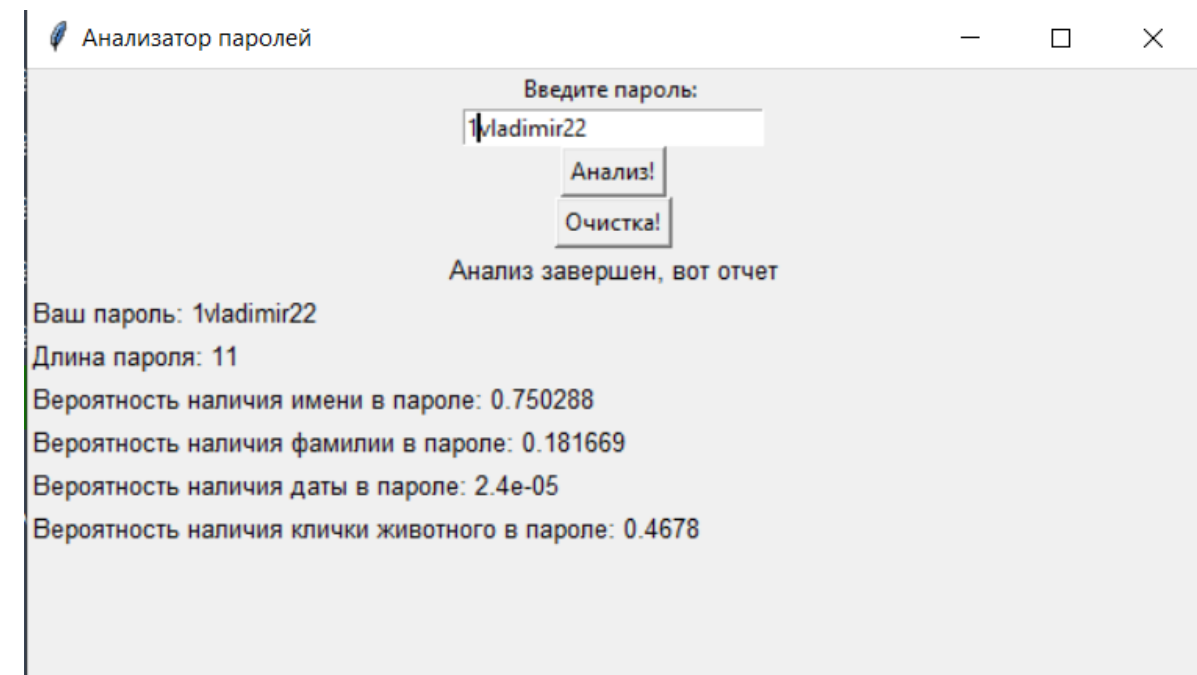 Анализатор паролей
Введите пароль:
1vladimir22
Анализ!
Очистка!
Анализ завершен, вот отчет
Ваш пароль: 1vladimir22
Длина пароля: 11
Вероятность наличия имени в пароле: 0.750288
Вероятность наличия фамилии в пароле: 0.181669
Вероятность наличия даты в пароле: 2.4e-05
Вероятность наличия клички животного в пароле: 0.4678